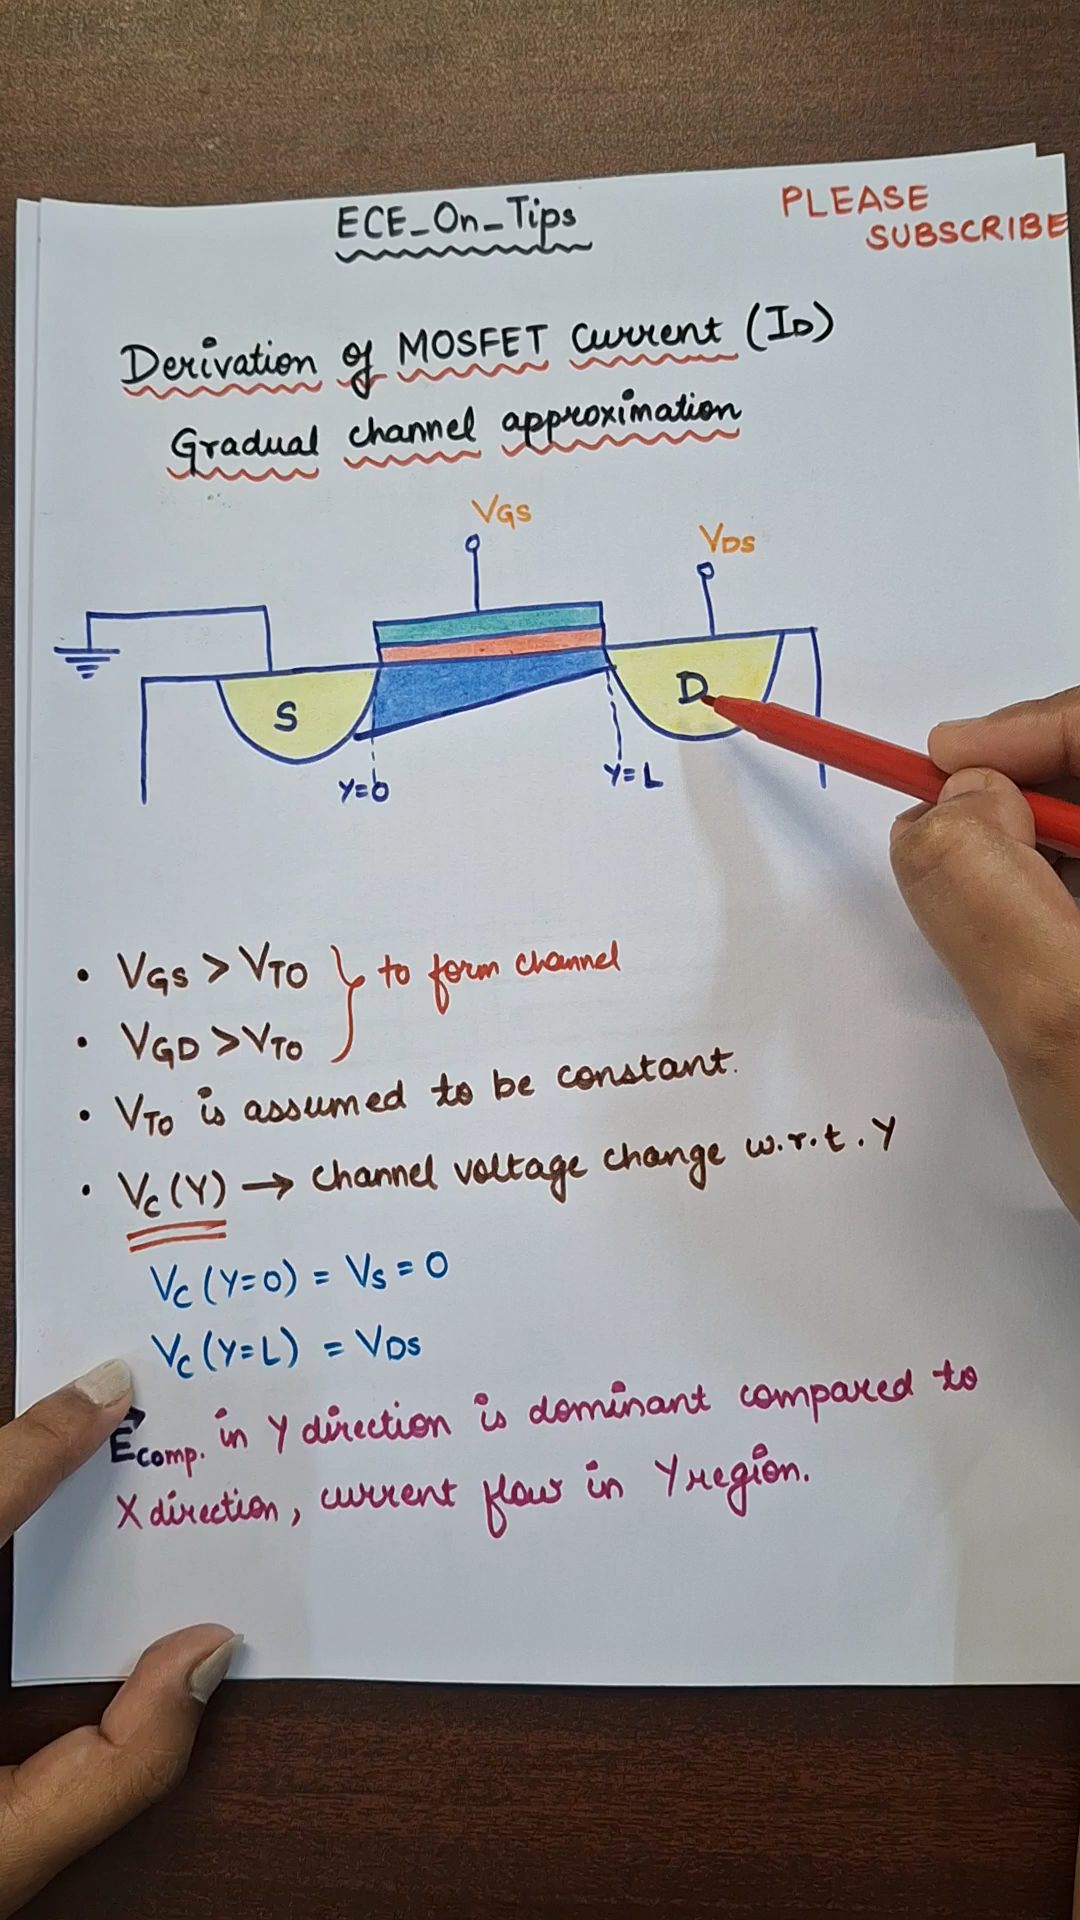 ECE_On_Tips
PLEASE
SUBSCRIBE
Derivation of MOSFET Current (ID)
Gradual channel approximation
VGS
VDS
S
D
Y=0
Y=L
• VGS > VTO } to form channel
• VGD > VTO
• VTO is assumed to be constant.
• Vc(Y) → Channel voltage change w.r.t. Y
Vc (Y=0) = Vs = 0
Vc (Y=L) = VDS
Ecomp. in Y direction is dominant compared to
X direction, current flow in Y region.